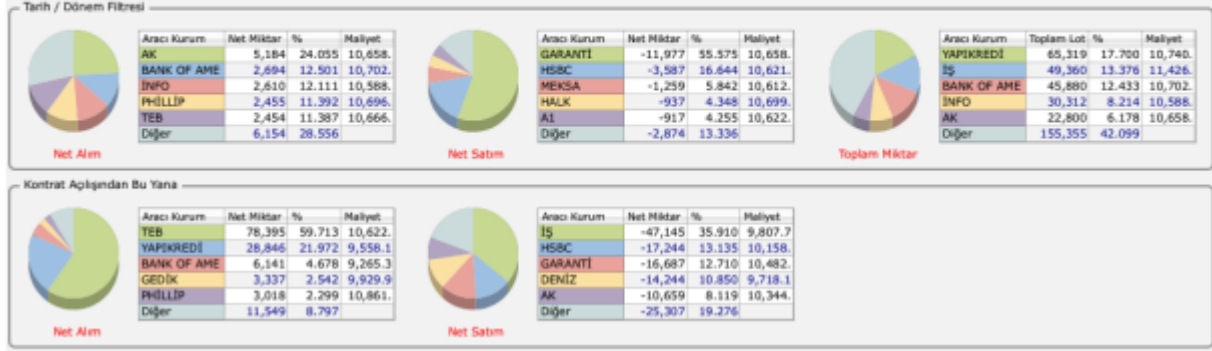 Tarih / Dönem Filtresi
Aracı Kurum Net Miktar % Maliyet
AK 5,184 24.055 10,658.
BANK OF AME 2,694 12.501 10,702.
İNFO 2,610 12.111 10,588.
PHİLLİP 2,455 11.392 10,696.
TEB 2,454 11.387 10,666.
Diğer 6,154 28.556
Net Alım
Aracı Kurum Net Miktar % Maliyet
GARANTİ -11,977 55.575 10,658.
HSBC -3,587 16.644 10,621.
MEKSA -1,259 5.842 10,612.
HALK -937 4.348 10,699.
A1 -917 4.255 10,622.
Diğer -2,874 13.336
Net Satım
Aracı Kurum Toplam Lot % Maliyet
YAPIKREDİ 65,319 17.700 10,740.
İŞ 49,360 13.376 11,426.
BANK OF AME 45,880 12.433 10,702.
İNFO 30,312 8.214 10,588.
AK 22,800 6.178 10,658.
Diğer 155,355 42.099
Toplam Miktar
Kontrat Açılışından Bu Yana
Aracı Kurum Net Miktar % Maliyet
TEB 78,395 59.713 10,622.
YAPIKREDİ 28,846 21.972 9,558.1
BANK OF AME 6,141 4.678 9,265.3
GEDİK 3,337 2.542 9,929.9
PHİLLİP 3,018 2.299 10,861.
Diğer 11,549 8.797
Net Alım
Aracı Kurum Net Miktar % Maliyet
İŞ -47,145 35.910 9,807.7
HSBC -17,244 13.135 10,158.
GARANTİ -16,687 12.710 10,482.
DENİZ -14,244 10.850 9,718.1
AK -10,659 8.119 10,344.
Diğer -25,307 19.276
Net Satım